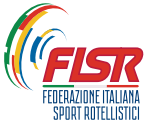 FISR
FEDERAZIONE ITALIANA
SPORT ROTELLISTICI